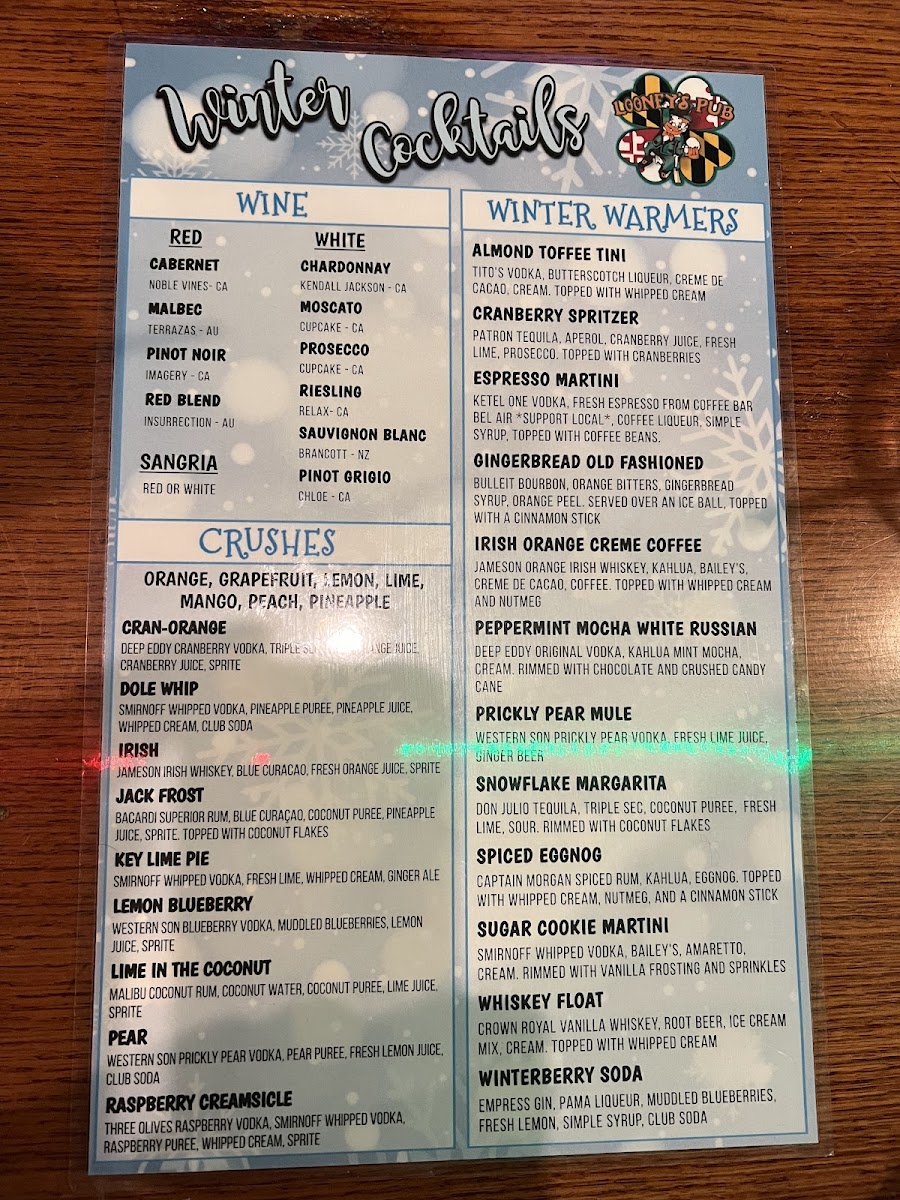 Winter
Cocktails
LOONEY'S PUB
WINE
RED
CABERNET
NOBLE VINES- CA
MALBEC
TERRAZAS - AU
PINOT NOIR
IMAGERY - CA
RED BLEND
INSURRECTION - AU
SANGRIA
RED OR WHITE
WHITE
CHARDONNAY
KENDALL JACKSON - CA
MOSCATO
CUPCAKE - CA
PROSECCO
CUPCAKE - CA
RIESLING
RELAX- CA
SAUVIGNON BLANC
BRANCOTT - NZ
PINOT GRIGIO
CHLOE - CA
CRUSHES
ORANGE, GRAPEFRUIT, LEMON, LIME,
MANGO, PEACH, PINEAPPLE
CRAN-ORANGE
DEEP EDDY CRANBERRY VODKA, TRIPLE JUICE,
CRANBERRY JUICE, SPRITE
DOLE WHIP
SMIRNOFF WHIPPED VODKA, PINEAPPLE PUREE, PINEAPPLE JUICE,
WHIPPED CREAM, CLUB SODA
IRISH
JAMESON IRISH WHISKEY, BLUE CURACAO, FRESH ORANGE JUICE, SPRITE
JACK FROST
BACARDI SUPERIOR RUM, BLUE CURAÇAO, COCONUT PUREE, PINEAPPLE
JUICE, SPRITE. TOPPED WITH COCONUT FLAKES
KEY LIME PIE
SMIRNOFF WHIPPED VODKA, FRESH LIME, WHIPPED CREAM, GINGER ALE
LEMON BLUEBERRY
WESTERN SON BLUEBERRY VODKA, MUDDLED BLUEBERRIES, LEMON
JUICE, SPRITE
LIME IN THE COCONUT
MALIBU COCONUT RUM, COCONUT WATER, COCONUT PUREE, LIME JUICE,
SPRITE
PEAR
WESTERN SON PRICKLY PEAR VODKA, PEAR PUREE, FRESH LEMON JUICE,
CLUB SODA
RASPBERRY CREAMSICLE
THREE OLIVES RASPBERRY VODKA, SMIRNOFF WHIPPED VODKA,
RASPBERRY PUREE, WHIPPED CREAM, SPRITE
WINTER WARMERS
ALMOND TOFFEE TINI
TITO'S VODKA, BUTTERSCOTCH LIQUEUR, CREME DE
CACAO, CREAM. TOPPED WITH WHIPPED CREAM
CRANBERRY SPRITZER
PATRON TEQUILA, APEROL, CRANBERRY JUICE, FRESH
LIME, PROSECCO. TOPPED WITH CRANBERRIES
ESPRESSO MARTINI
KETEL ONE VODKA, FRESH ESPRESSO FROM COFFEE BAR
BEL AIR *SUPPORT LOCAL*, COFFEE LIQUEUR, SIMPLE
SYRUP, TOPPED WITH COFFEE BEANS.
GINGERBREAD OLD FASHIONED
BULLEIT BOURBON, ORANGE BITTERS, GINGERBREAD
SYRUP, ORANGE PEEL. SERVED OVER AN ICE BALL, TOPPED
WITH A CINNAMON STICK
IRISH ORANGE CREME COFFEE
JAMESON ORANGE IRISH WHISKEY, KAHLUA, BAILEY'S,
CREME DE CACAO, COFFEE. TOPPED WITH WHIPPED CREAM
AND NUTMEG
PEPPERMINT MOCHA WHITE RUSSIAN
DEEP EDDY ORIGINAL VODKA, KAHLUA MINT MOCHA,
CREAM. RIMMED WITH CHOCOLATE AND CRUSHED CANDY
CANE
PRICKLY PEAR MULE
WESTERN SON PRICKLY PEAR VODKA, FRESH LIME JUICE,
GINGER BEER
SNOWFLAKE MARGARITA
DON JULIO TEQUILA, TRIPLE SEC, COCONUT PUREE, FRESH
LIME, SOUR. RIMMED WITH COCONUT FLAKES
SPICED EGGNOG
CAPTAIN MORGAN SPICED RUM, KAHLUA, EGGNOG. TOPPED
WITH WHIPPED CREAM, NUTMEG, AND A CINNAMON STICK
SUGAR COOKIE MARTINI
SMIRNOFF WHIPPED VODKA, BAILEY'S, AMARETTO,
CREAM. RIMMED WITH VANILLA FROSTING AND SPRINKLES
WHISKEY FLOAT
CROWN ROYAL VANILLA WHISKEY, ROOT BEER, ICE CREAM
MIX, CREAM. TOPPED WITH WHIPPED CREAM
WINTERBERRY SODA
EMPRESS GIN, PAMA LIQUEUR, MUDDLED BLUEBERRIES,
FRESH LEMON, SIMPLE SYRUP, CLUB SODA